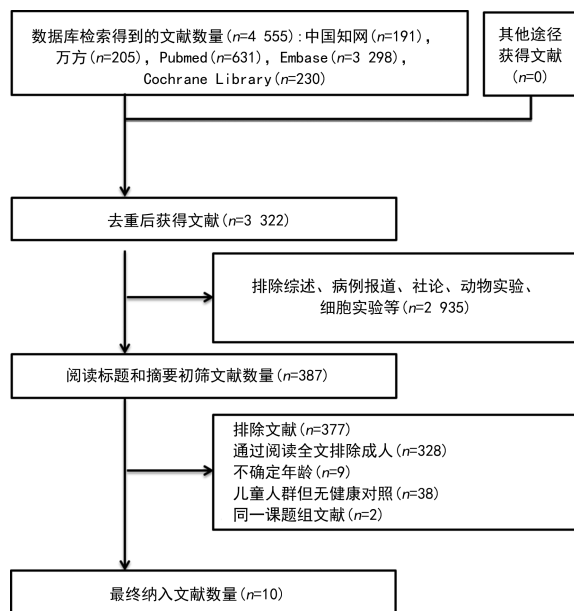 数据库检索得到的文献数量(n=4 555):中国知网(n=191),
万方(n=205), Pubmed(n=631), Embase(n=3 298),
Cochrane Library(n=230)
其他途径
获得文献
(n=0)
去重后获得文献(n=3 322)
排除综述、病例报道、社论、动物实验、
细胞实验等(n=2 935)
阅读标题和摘要初筛文献数量(n=387)
排除文献(n=377)
通过阅读全文排除成人(n=328)
不确定年龄(n=9)
儿童人群但无健康对照(n=38)
同一课题组文献(n=2)
最终纳入文献数量(n=10)